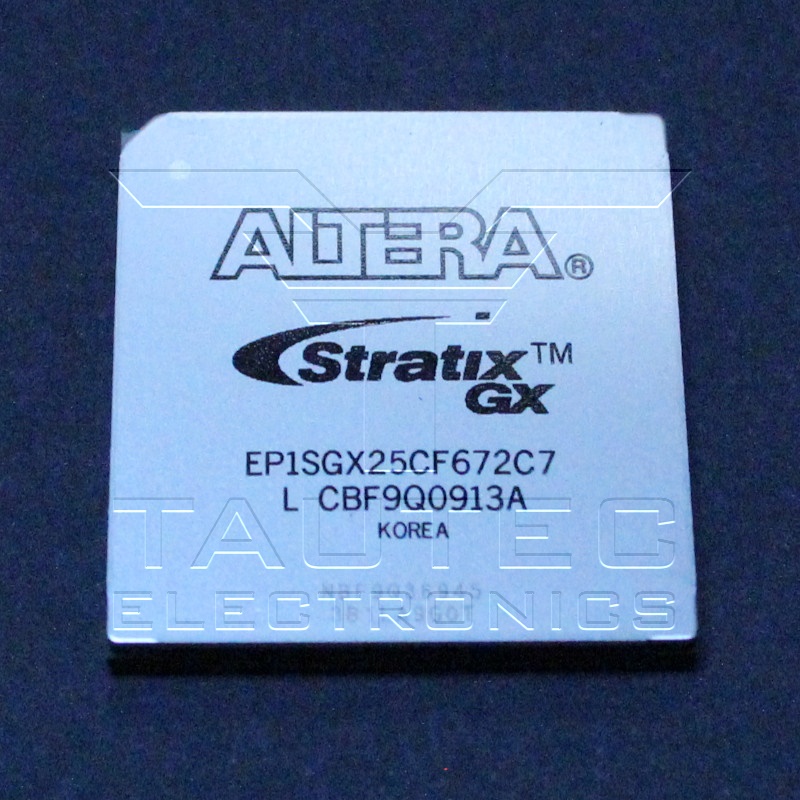 ALTERA®
Stratix™
GX
EP1SGX25CF672C7
L CBF9Q0913A
KOREA
TAUTEC
ELECTRONICS